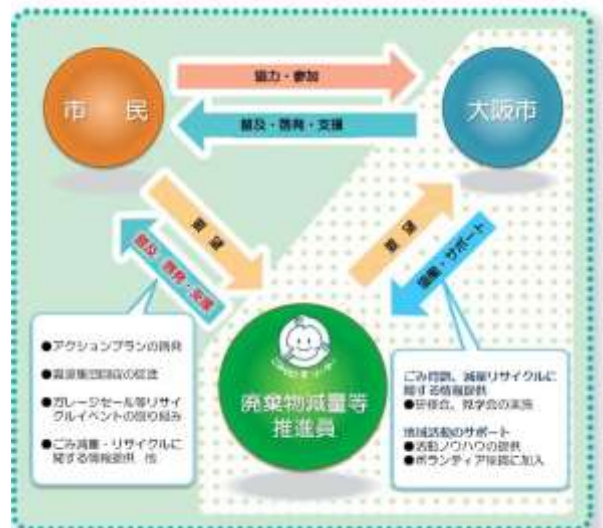 市 民
協力・参加
大阪市
普及・啓発・支援
要望
要望
普及・啓発・支援
協働・サポート
廃棄物減量等
推進員
●アクションプランの啓発
●資源集団回収の促進
●ガレージセール等リサイ
クルイベントの取り組み
●ごみ減量・リサイクルに
関する情報提供 他
ごみ問題、減量リサイクルに
関する情報提供
●研修会、見学会の実施
地域活動のサポート
●活動ノウハウの提供
●ボランティア保険に加入